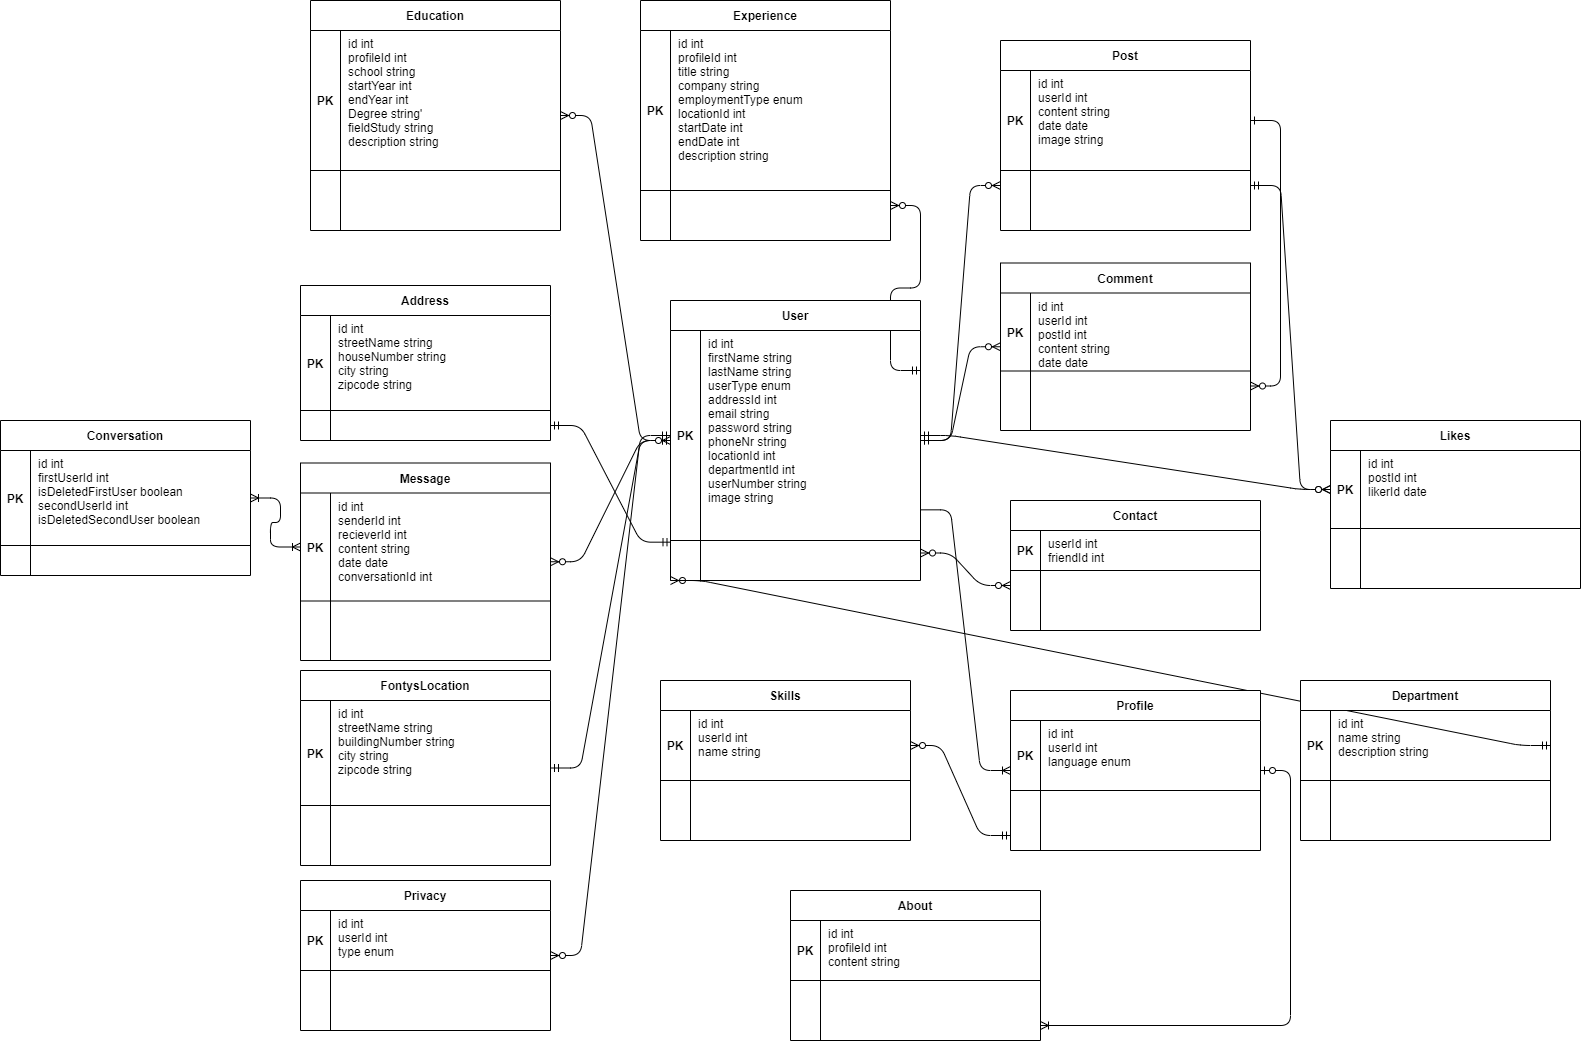 Education
PK
id int
profileId int
school string
startYear int
endYear int
Degree string'
fieldStudy string
description string
Experience
PK
id int
profileId int
title string
company string
employmentType enum
locationId int
startDate int
endDate int
description string
Post
PK
id int
userId int
content string
date date
image string
Address
PK
id int
streetName string
houseNumber string
city string
zipcode string
User
PK
id int
firstName string
lastName string
userType enum
addressId int
email string
password string
phoneNr string
locationId int
departmentId int
userNumber string
image string
Comment
PK
id int
userId int
postId int
content string
date date
Conversation
PK
id int
firstUserId int
isDeletedFirstUser boolean
secondUserId int
isDeletedSecondUser boolean
Message
PK
id int
senderId int
recieverId int
content string
date date
conversationId int
Likes
PK
id int
postId int
likerId date
Contact
PK
userId int
friendId int
FontysLocation
PK
id int
streetName string
buildingNumber string
city string
zipcode string
Skills
PK
id int
userId int
name string
Profile
PK
id int
userId int
language enum
Department
PK
id int
name string
description string
Privacy
PK
id int
userId int
type enum
About
PK
id int
profileId int
content string